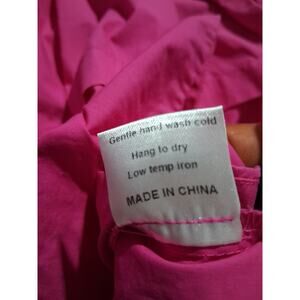 Gentle hand wash cold
Hang to dry
Low temp iron
MADE IN CHINA